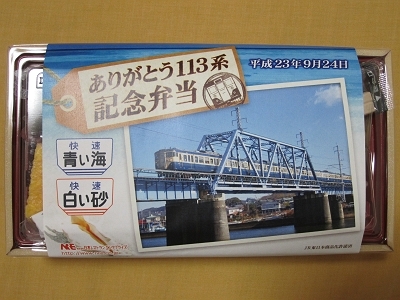 ありがとう113系
記念弁当
平成23年9月24日
快速
青い海
快速
白い砂
NRE